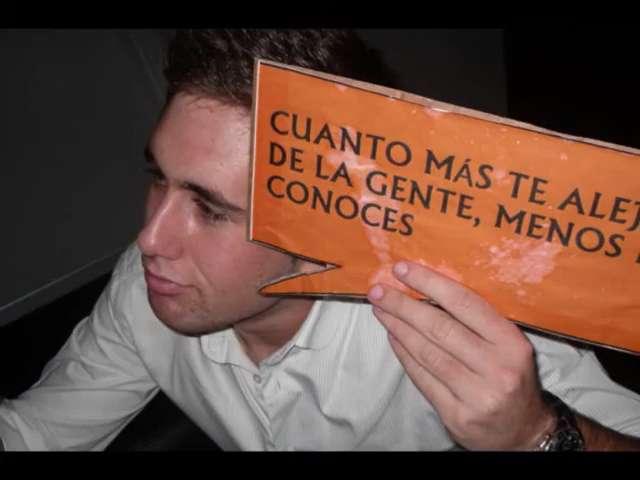 CUANTO MÁS TE ALEJ
DE LA GENTE, MENOS
CONOCES